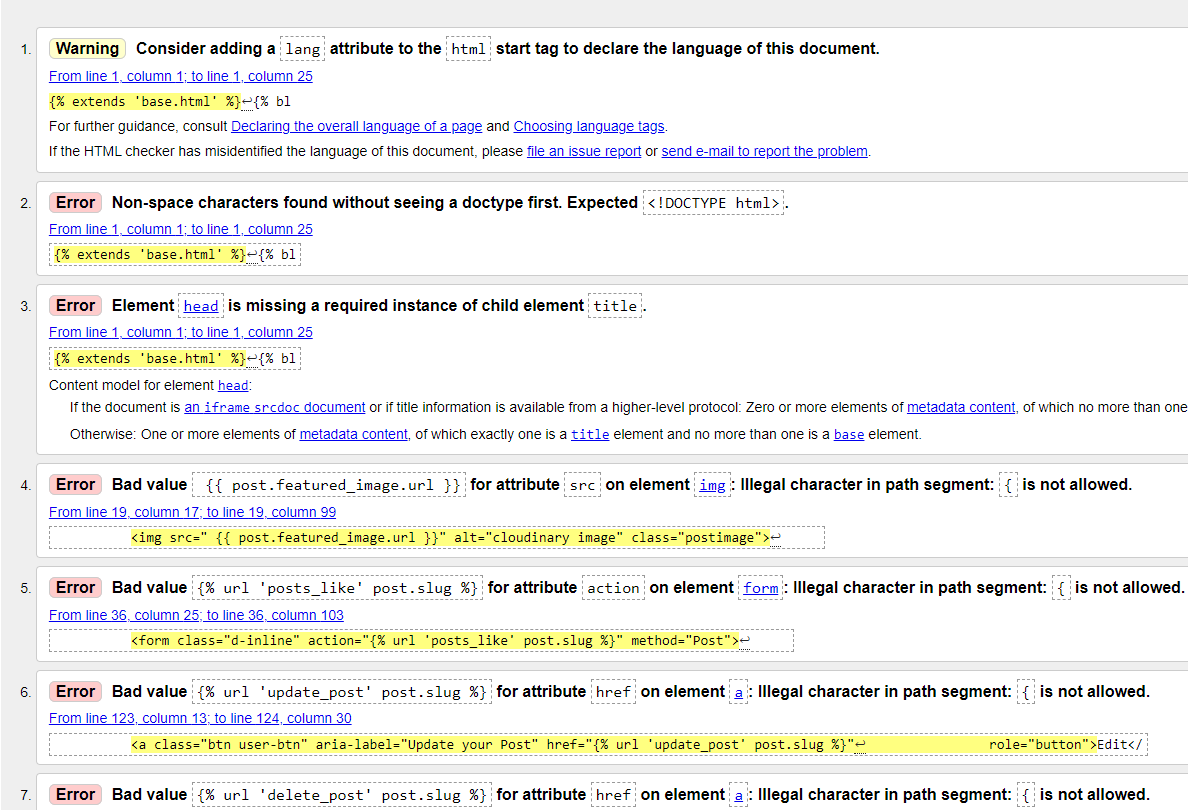 1. Warning Consider adding a lang attribute to the html start tag to declare the language of this document.
From line 1, column 1; to line 1, column 25
{% extends 'base.html' %}↩{% bl
For further guidance, consult Declaring the overall language of a page and Choosing language tags.
If the HTML checker has misidentified the language of this document, please file an issue report or send e-mail to report the problem.
2. Error Non-space characters found without seeing a doctype first. Expected <!DOCTYPE html>.
From line 1, column 1; to line 1, column 25
{% extends 'base.html' %}↩{% bl
3. Error Element head is missing a required instance of child element title.
From line 1, column 1; to line 1, column 25
{% extends 'base.html' %}↩{% bl
Content model for element head:
If the document is an iframe srcdoc document or if title information is available from a higher-level protocol: Zero or more elements of metadata content, of which no more than one
Otherwise: One or more elements of metadata content, of which exactly one is a title element and no more than one is a base element.
4. Error Bad value {{ post.featured_image.url }} for attribute src on element img: Illegal character in path segment: { is not allowed.
From line 19, column 17; to line 19, column 99
<img src=" {{ post.featured_image.url }}" alt="cloudinary image" class="postimage">↩
5. Error Bad value {% url 'posts_like' post.slug %} for attribute action on element form: Illegal character in path segment: { is not allowed.
From line 36, column 25; to line 36, column 103
<form class="d-inline" action="{% url 'posts_like' post.slug %}" method="Post">↩
6. Error Bad value {% url 'update_post' post.slug %} for attribute href on element a: Illegal character in path segment: { is not allowed.
From line 123, column 13; to line 124, column 30
<a class="btn user-btn" aria-label="Update your Post" href="{% url 'update_post' post.slug %}"↩ role="button">Edit</
7. Error Bad value {% url 'delete_post' post.slug %} for attribute href on element a: Illegal character in path segment: { is not allowed.